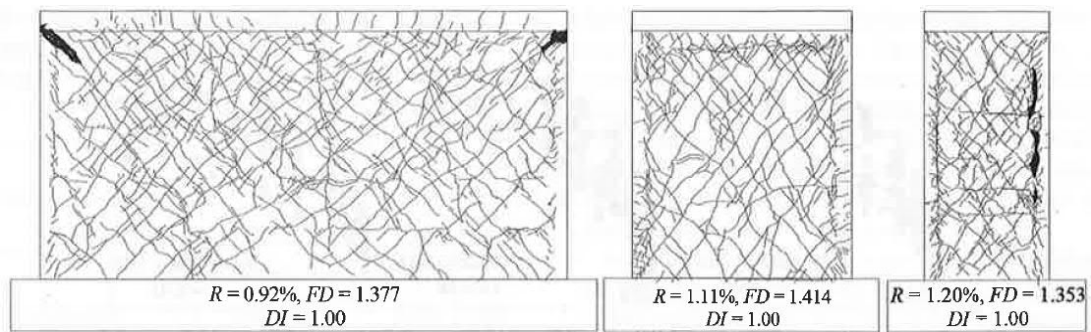 R = 0.92%, FD = 1.377
DI = 1.00
R = 1.11%, FD = 1.414
DI = 1.00
R = 1.20%, FD = 1.353
DI = 1.00